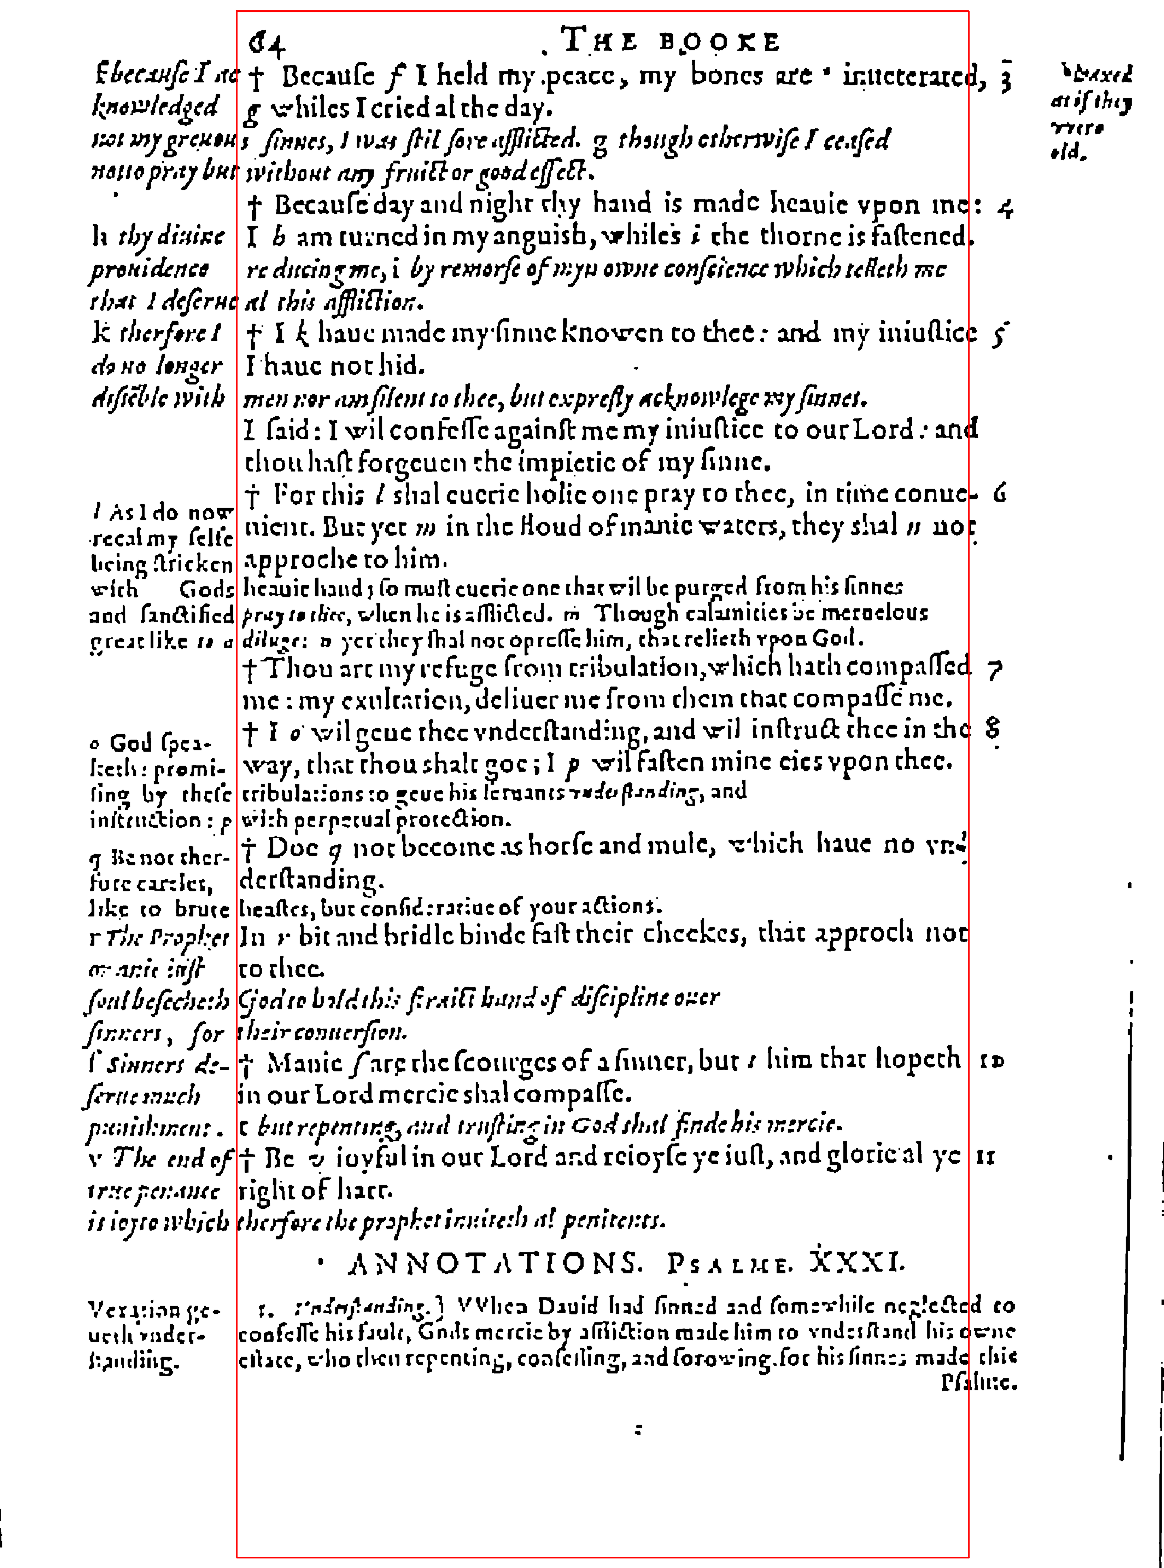 64 THE BOOKE
f becauſe I ac † Becauſe f I held my peace, my bones are " inueterated, 3
knowledged g whiles I cried al the day.
not my greuous ſinnes, I was ſtil ſore afflicted. g though otherwiſe I ceaſed
not to pray but without any fruict or good effect.
" waxed
as if they
were
old.
† Becauſe day and night thy hand is made heauie vpon me: 4
h thy diuine I h am turned in my anguish, whiles i the thorne is faſtened.
prouidence reducing me, i by remorſe of myn owne conſcience which telleth me
that I deſerue al this affliction.
k therfore I † I k haue made my ſinne knowen to thee: and my iniuſtice 5
do no longer I haue not hid.
diſſēble with men nor am ſilent to thee, but expreſly acknowlege my ſinnes.
I ſaid: I wil confeſſe againſt me my iniuſtice to our Lord: and
thou haſt forgeuen the impietie of my ſinne.
† For this l shal euerie holie one pray to thee, in time conue- 6
l As I do now nient. But yet m in the floud of manie waters, they shal n not
recal my ſelfe approche to him.
being ſtricken
with Gods heauie hand; ſo muſt euerie one that wil be purged from his ſinnes
and ſanctified pray to thee, when he is afflicted. m Though calamities be meruelous
great like to a diluge: n yet they ſhal not opreſſe him, that relieth vpon God.
† Thou art my refuge from tribulation, which hath compaſſed 7
me: my exultation, deliuer me from them that compaſſe me.
† I o wil geue thee vnderſtanding, and wil inſtruct thee in the 8
o God ſpea-
keth: promi- way, that thou shalt goe; I p wil faſten mine eies vpon thee.
ſing by theſe tribulations to geue his ſeruants vnderſtanding, and
inſtruction: p with perpetual protection.
q Be not ther- † Doe q not become as horſe and mule, which haue no vn-
fore careles, derſtanding.
like to brute beaſtes, but conſideratiue of your actions.
r The Prophet In r bit and bridle binde faſt their cheekes, that approch not
to thee.
ſoul beſecheth God to hold his ſtraict hand of diſcipline ouer
ſinners, for their conuerſion.
ſ Sinners de- † Manie ſ are the ſcourges of a ſinner, but t him that hopeth 10
ſerue much in our Lord mercie shal compaſſe.
punishment. t but repenting, and truſting in God shal finde his mercie.
v The end of † Be v ioyful in our Lord and reioyſe ye iuſt, and glorie al ye 11
true penance right of hart.
is ioy to which therfore the prophet inuiteth al penitents.
ANNOTATIONS. PSALME. XXXI.
Vexation ge-
ueth vnder-
ſtanding.
1. Vnderſtanding.] VVhen Dauid had ſinned and ſomewhile neglected to
confeſſe his fault, Gods mercie by affliction made him to vnderſtand his owne
eſtate, who then repenting, confeſſing, and ſorowing for his ſinnes made this
Pſalme.